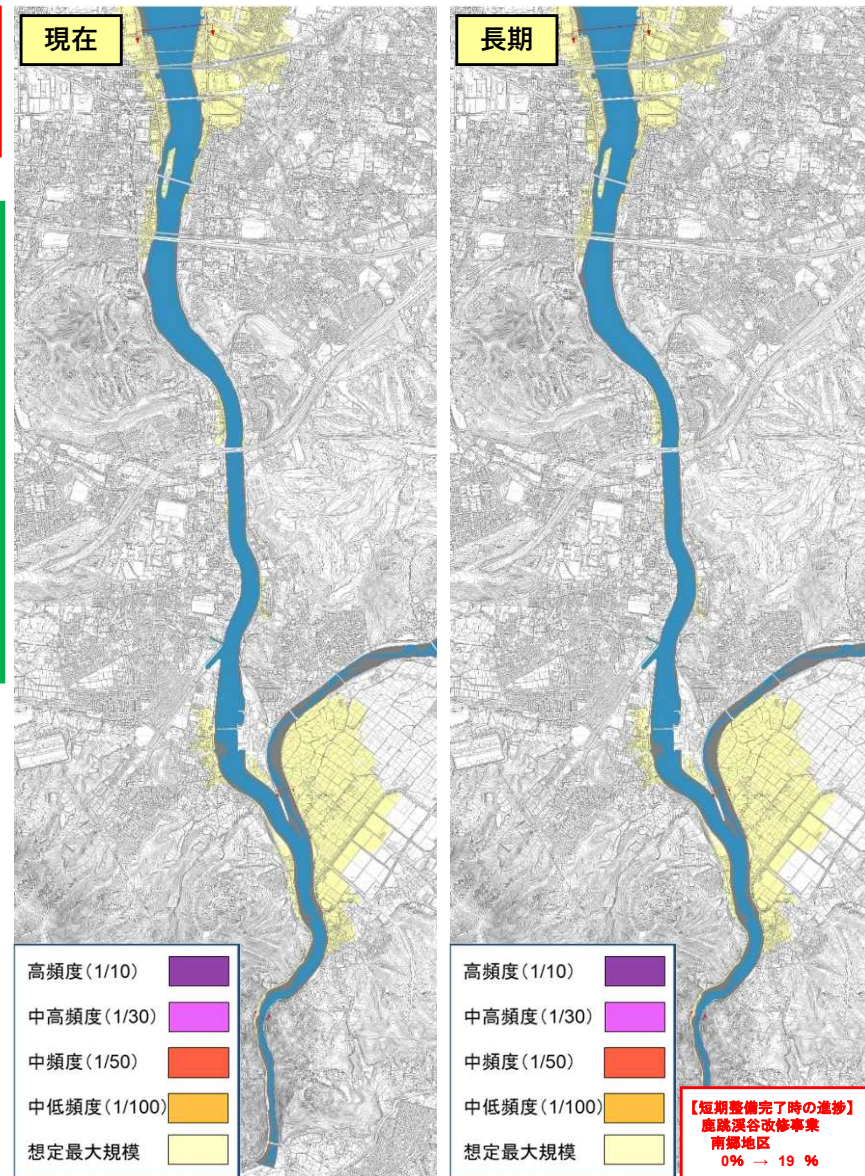 現在
高頻度(1/10)
中高頻度(1/30)
中頻度(1/50)
中低頻度(1/100)
想定最大規模
長期
高頻度(1/10)
中高頻度(1/30)
中頻度(1/50)
中低頻度(1/100)
想定最大規模
【短期整備完了時の進捗】
鹿跳渓谷改修事業
南郷地区
0% → 19 %